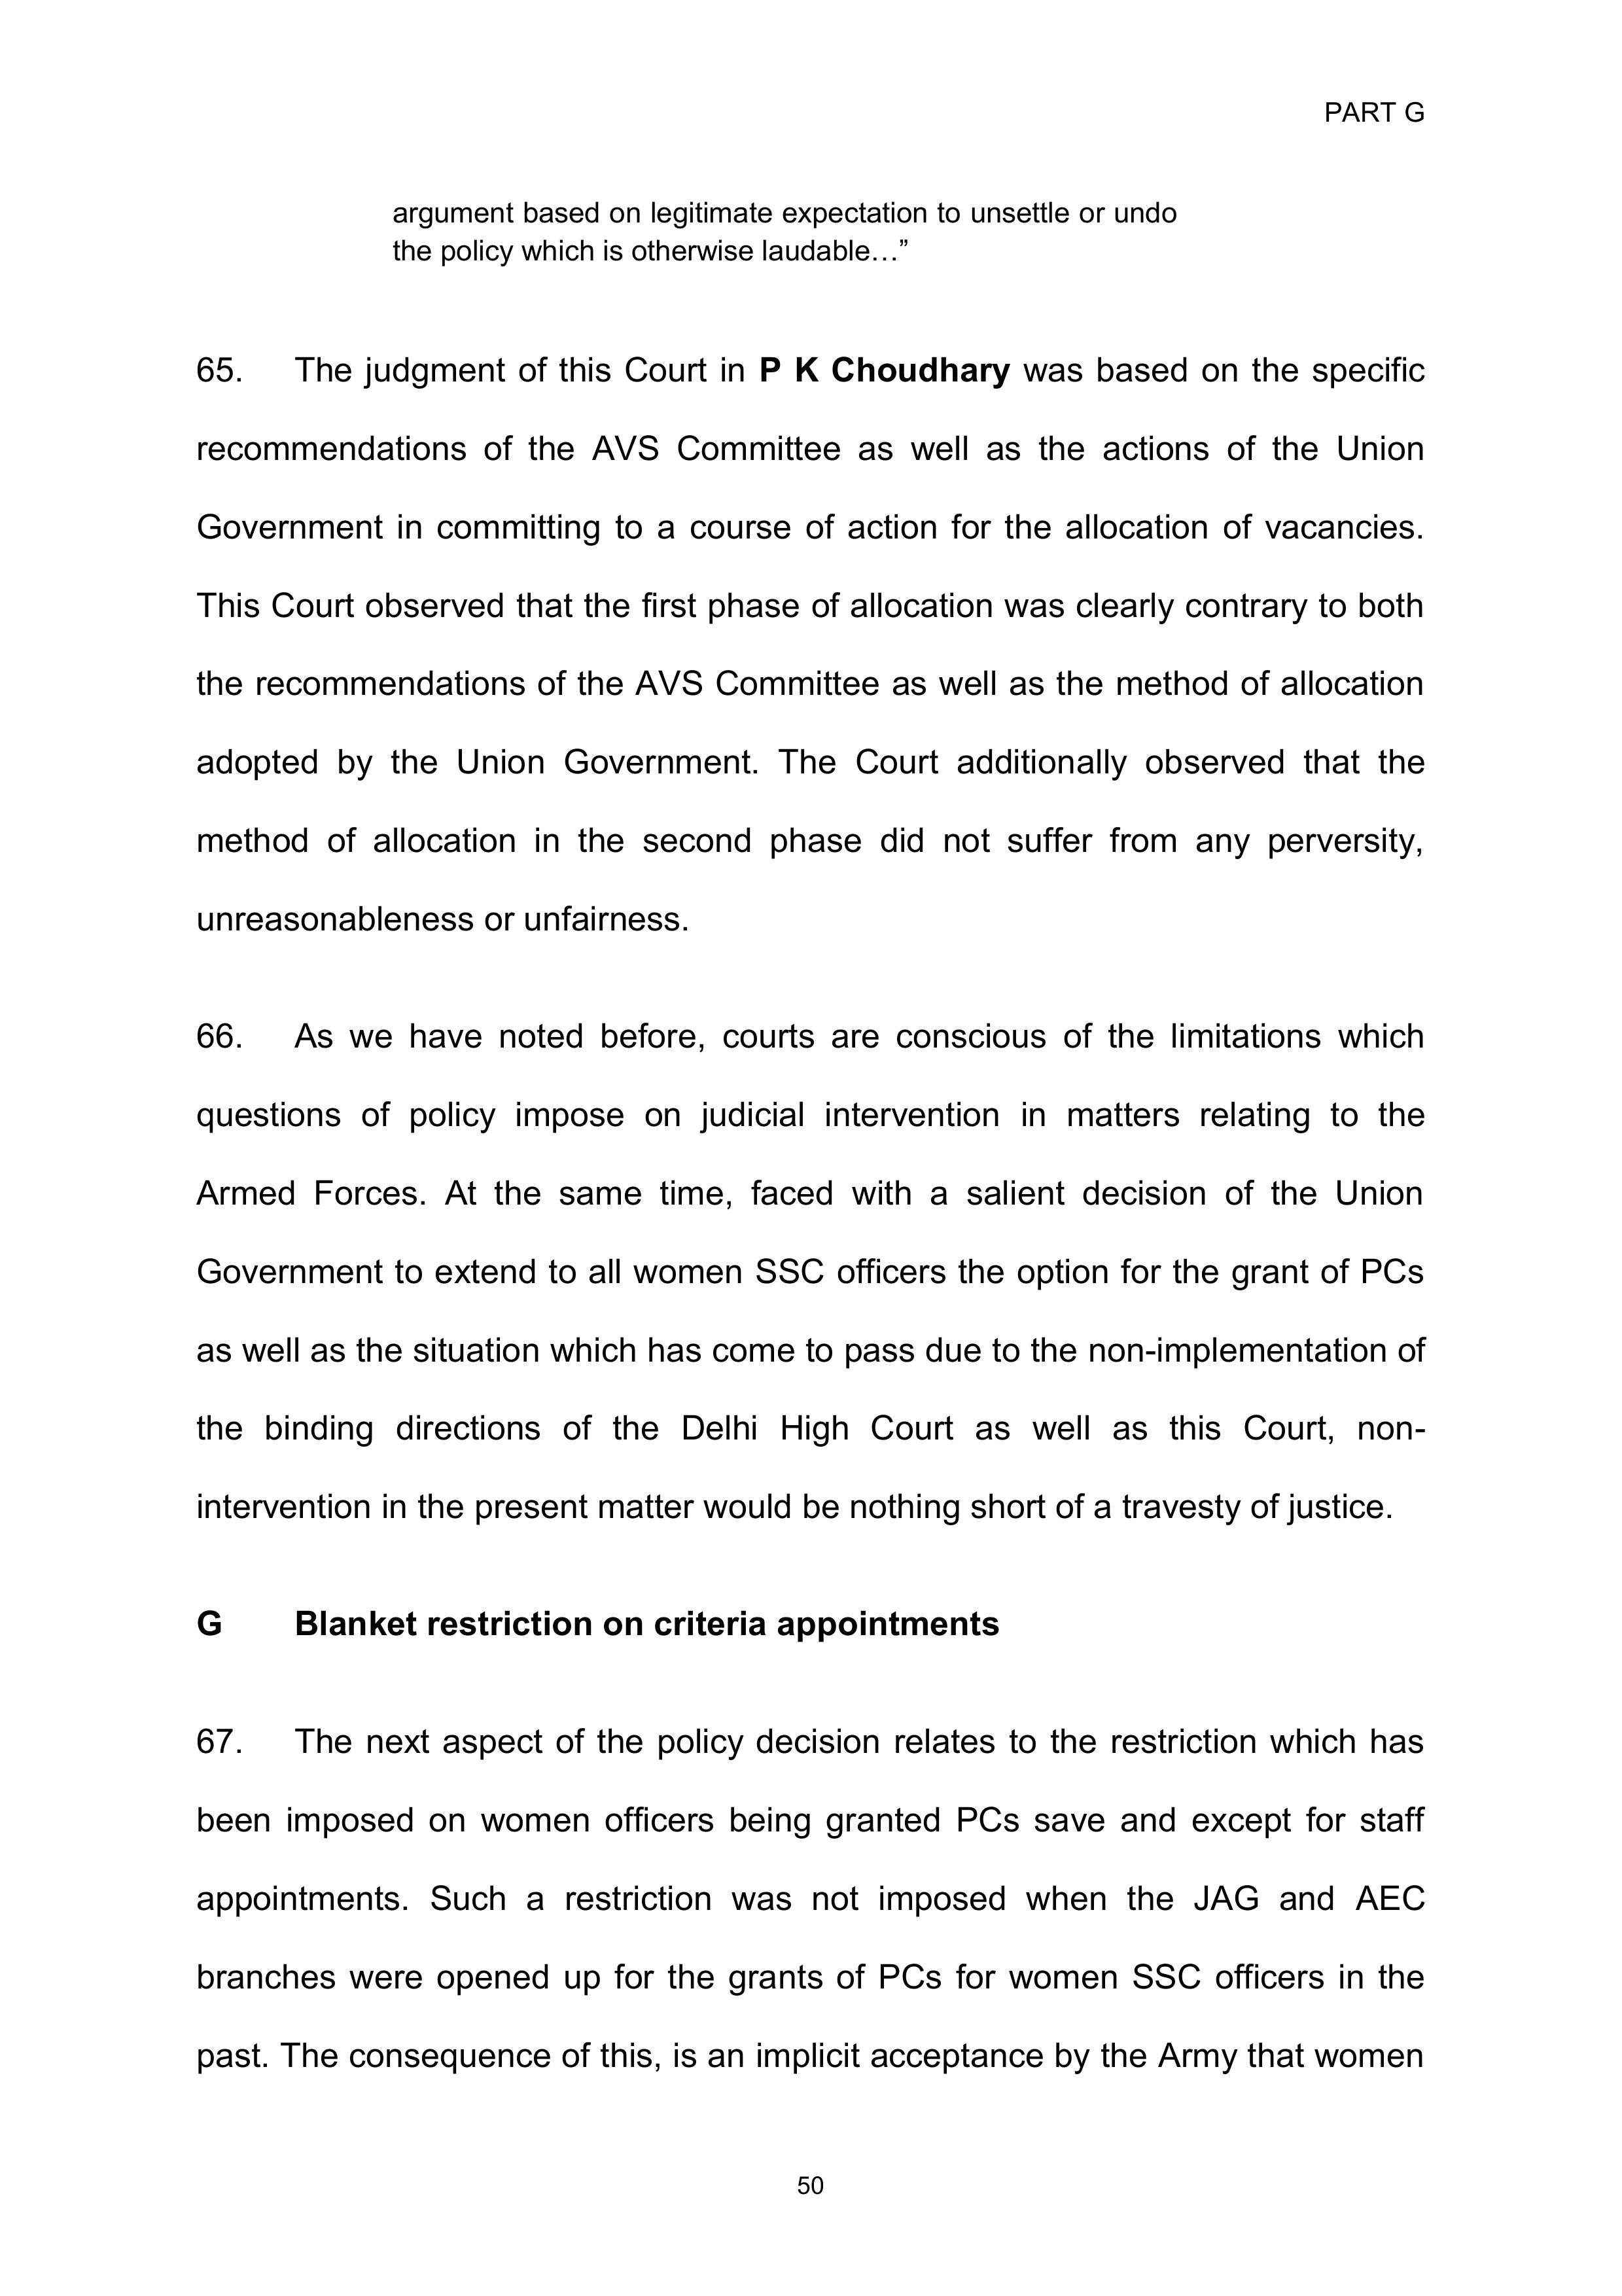 PART G
argument based on legitimate expectation to unsettle or undo
the policy which is otherwise laudable…”
65. The judgment of this Court in P K Choudhary was based on the specific
recommendations of the AVS Committee as well as the actions of the Union
Government in committing to a course of action for the allocation of vacancies.
This Court observed that the first phase of allocation was clearly contrary to both
the recommendations of the AVS Committee as well as the method of allocation
adopted by the Union Government. The Court additionally observed that the
method of allocation in the second phase did not suffer from any perversity,
unreasonableness or unfairness.
66. As we have noted before, courts are conscious of the limitations which
questions of policy impose on judicial intervention in matters relating to the
Armed Forces. At the same time, faced with a salient decision of the Union
Government to extend to all women SSC officers the option for the grant of PCs
as well as the situation which has come to pass due to the non-implementation of
the binding directions of the Delhi High Court as well as this Court, non-
intervention in the present matter would be nothing short of a travesty of justice.
G Blanket restriction on criteria appointments
67. The next aspect of the policy decision relates to the restriction which has
been imposed on women officers being granted PCs save and except for staff
appointments. Such a restriction was not imposed when the JAG and AEC
branches were opened up for the grants of PCs for women SSC officers in the
past. The consequence of this, is an implicit acceptance by the Army that women
50